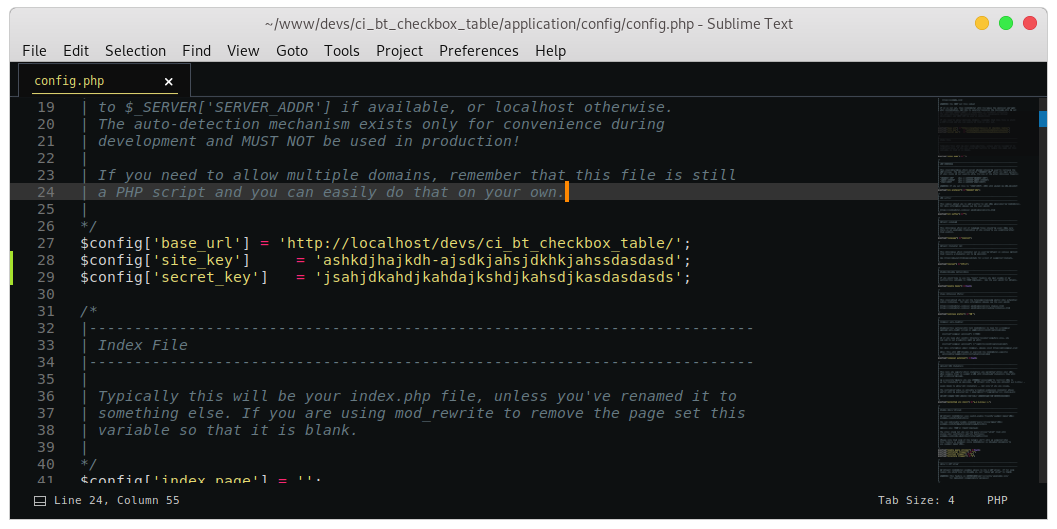 ~/www/devs/ci_bt_checkbox_table/application/config/config.php - Sublime Text
File Edit Selection Find View Goto Tools Project Preferences Help
config.php ×
19 | to $_SERVER['SERVER_ADDR'] if available, or localhost otherwise.
20 | The auto-detection mechanism exists only for convenience during
21 | development and MUST NOT be used in production!
22 |
23 | If you need to allow multiple domains, remember that this file is still
24 | a PHP script and you can easily do that on your own.
25 |
26 */
27 $config['base_url'] = 'http://localhost/devs/ci_bt_checkbox_table/';
28 $config['site_key']     = 'ashkdjhajkdh-ajsdkjahsjdkhkjahssdasdasd';
29 $config['secret_key']   = 'jsahjdkahdjkahdajkshdjkahsdjkasdasdasds';
30
31 /*
32 |--------------------------------------------------------------------------
33 | Index File
34 |--------------------------------------------------------------------------
35 |
36 | Typically this will be your index.php file, unless you've renamed it to
37 | something else. If you are using mod_rewrite to remove the page set this
38 | variable so that it is blank.
39 |
40 */
41 $config['index_page'] = '';
Line 24, Column 55 Tab Size: 4 PHP